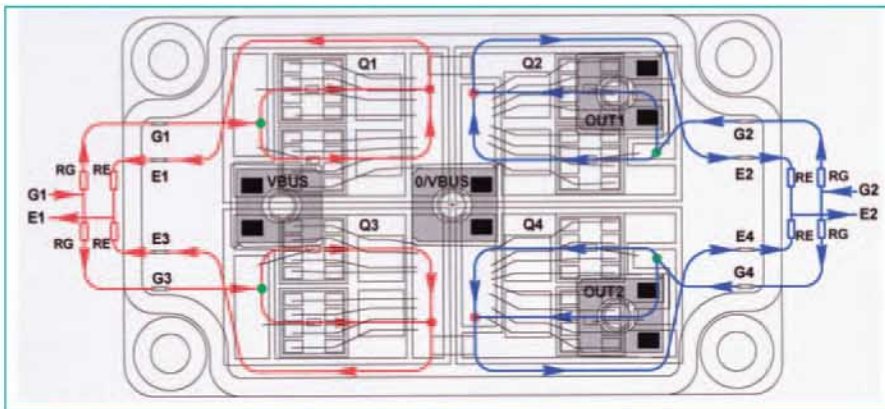 Q1
Q2
OUT1
G1
G2
RG
RE
E1
E2
RE
RG
G1
VBUS
0/VBUS
G2
E1
E2
Q3
Q4
RG
RE
E3
E4
RE
RG
G3
G4
OUT2